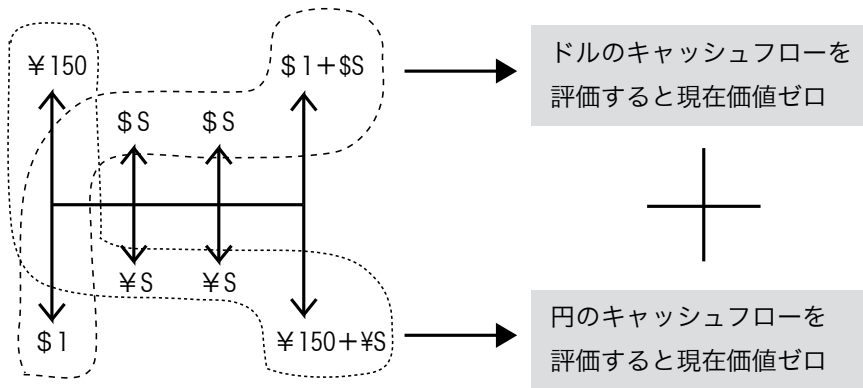 ¥150
$1+$S
$S
$S
¥S
¥S
$1
¥150+¥S
ドルのキャッシュフローを
評価すると現在価値ゼロ
円のキャッシュフローを
評価すると現在価値ゼロ